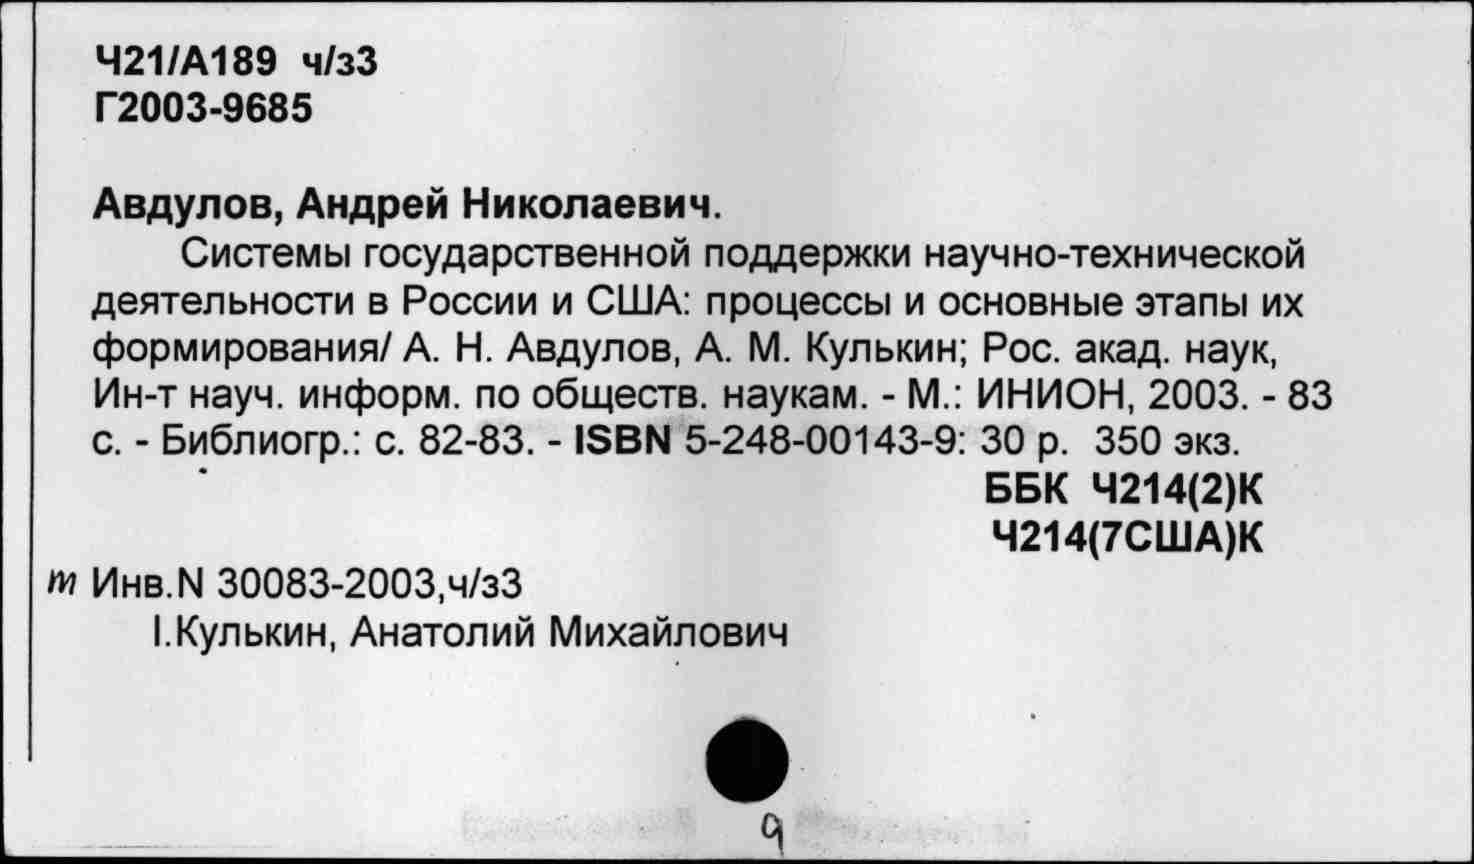 Ч21/А189 ч/з3
Г2003-9685
Авдулов, Андрей Николаевич.
Системы государственной поддержки научно-технической
деятельности в России и США: процессы и основные этапы их
формирования/ А. Н. Авдулов, А. М. Кулькин; Рос. акад. наук,
Ин-т науч. информ. по обществ. наукам. - М.: ИНИОН, 2003. - 83
с. - Библиогр.: с. 82-83. - ISBN 5-248-00143-9: 30 р. 350 экз.
ББК Ч214(2)К
Ч214(7США)К
т Инв.N 30083-2003,ч/з3
I.Кулькин, Анатолий Михайлович
9